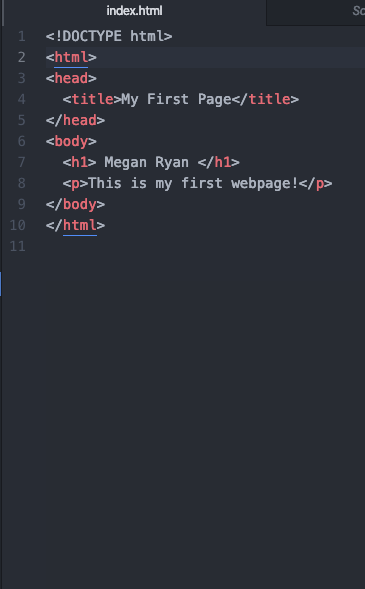 index.html
Sc
1 <!DOCTYPE html>
2 <html>
3 <head>
4   <title>My First Page</title>
5 </head>
6 <body>
7   <h1> Megan Ryan </h1>
8   <p>This is my first webpage!</p>
9 </body>
10 </html>
11